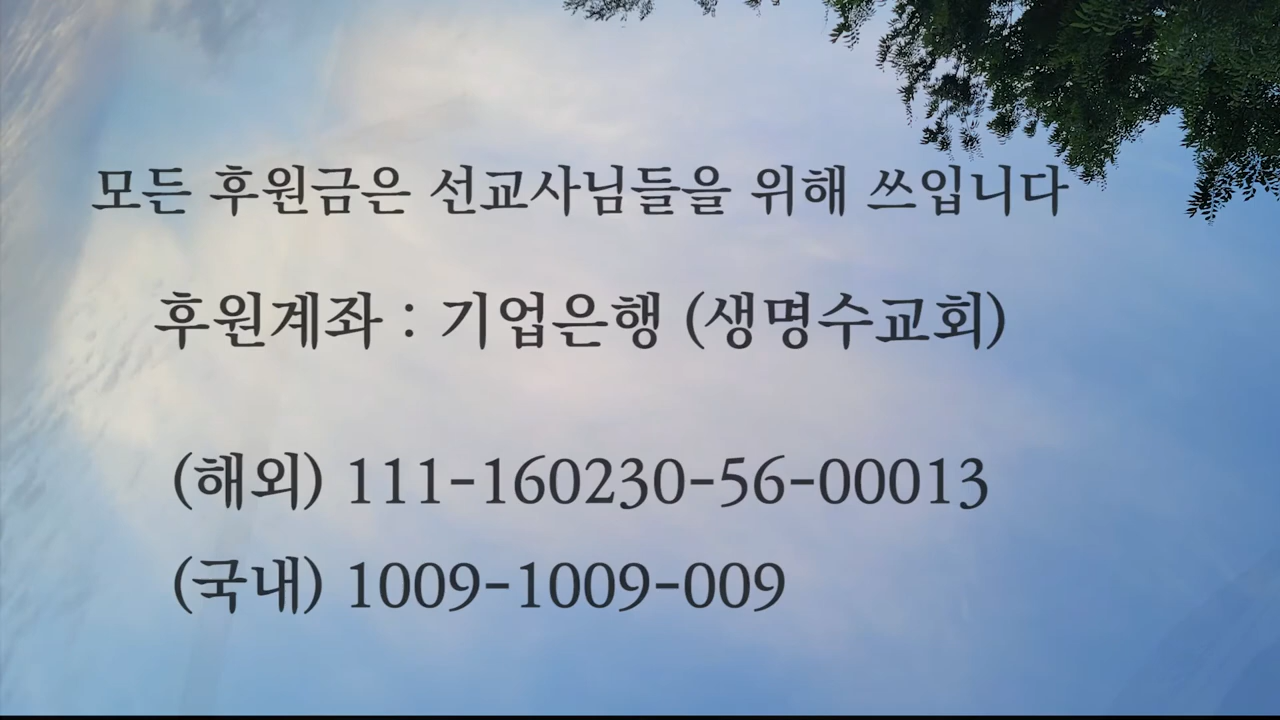 모든 후원금은 선교사님들을 위해 쓰입니다
후원계좌 : 기업은행 (생명수교회)
(해외) 111-160230-56-00013
(국내) 1009-1009-009